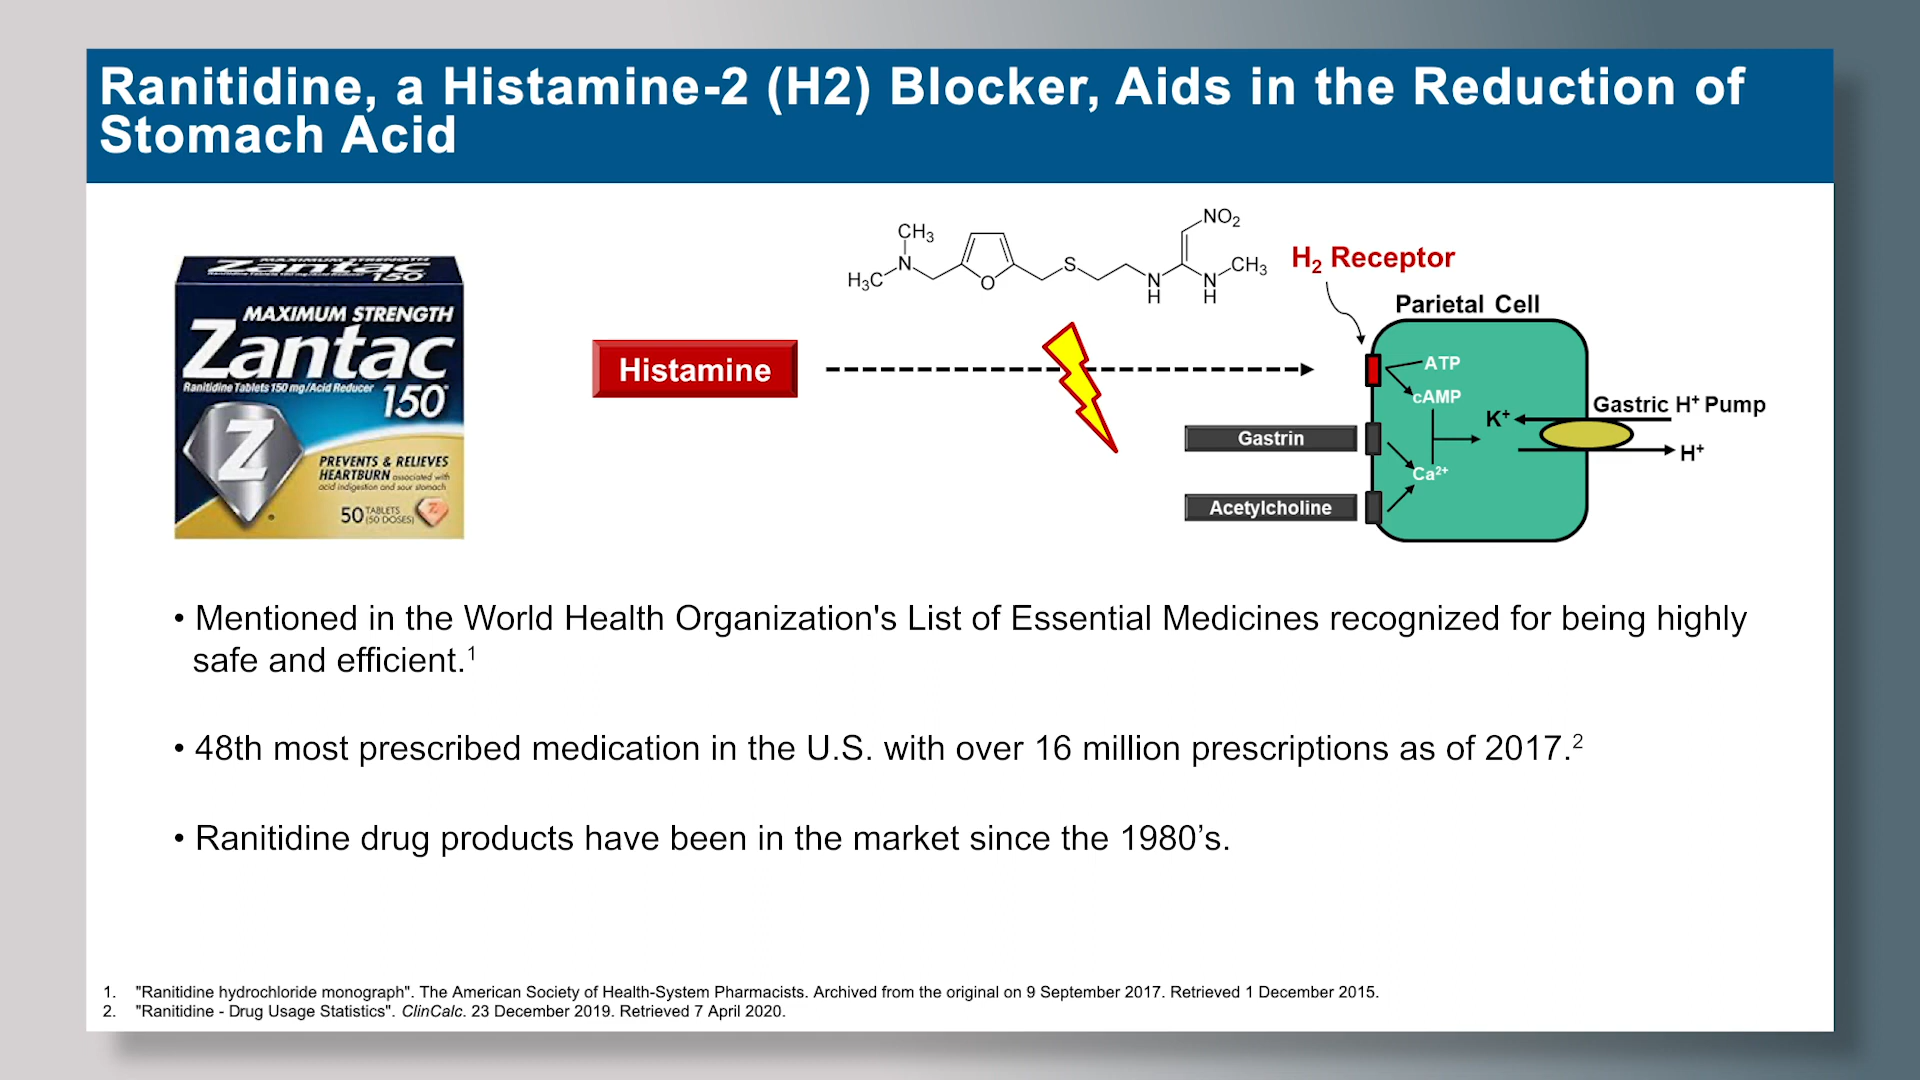 Ranitidine, a Histamine-2 (H2) Blocker, Aids in the Reduction of
Stomach Acid
MAXIMUM STRENGTH
Zantac
150
MAXIMUM STRENGTH
Zantac
Ranitidine Tablets 150 mg/Acid Reducer
150
Z
PREVENTS & RELIEVES
HEARTBURN associated with
acid indigestion and sour stomach
50 TABLETS
(50 DOSES)
Z
Histamine
CH3
H3C
N
O
S
N
H
NO2
N
H
CH3
H2 Receptor
Parietal Cell
ATP
cAMP
K+
Gastric H+ Pump
H+
Gastrin
Ca2+
Acetylcholine
• Mentioned in the World Health Organization's List of Essential Medicines recognized for being highly
safe and efficient.1
• 48th most prescribed medication in the U.S. with over 16 million prescriptions as of 2017.2
• Ranitidine drug products have been in the market since the 1980’s.
1. "Ranitidine hydrochloride monograph". The American Society of Health-System Pharmacists. Archived from the original on 9 September 2017. Retrieved 1 December 2015.
2. "Ranitidine - Drug Usage Statistics". ClinCalc. 23 December 2019. Retrieved 7 April 2020.